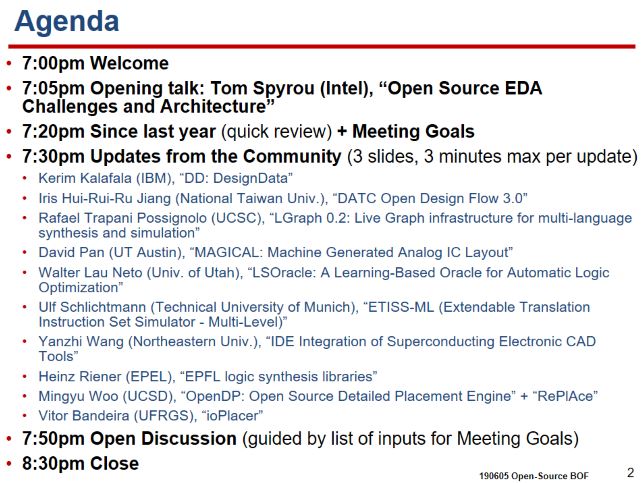 Agenda
• 7:00pm Welcome
• 7:05pm Opening talk: Tom Spyrou (Intel), “Open Source EDA
Challenges and Architecture”
• 7:20pm Since last year (quick review) + Meeting Goals
• 7:30pm Updates from the Community (3 slides, 3 minutes max per update)
• Kerim Kalafala (IBM), “DD: DesignData”
• Iris Hui-Rui-Ru Jiang (National Taiwan Univ.), “DATC Open Design Flow 3.0”
• Rafael Trapani Possignolo (UCSC), “LGraph 0.2: Live Graph infrastructure for multi-language
synthesis and simulation”
• David Pan (UT Austin), “MAGICAL: Machine Generated Analog IC Layout”
• Walter Lau Neto (Univ. of Utah), “LSOracle: A Learning-Based Oracle for Automatic Logic
Optimization”
• Ulf Schlichtmann (Technical University of Munich), “ETISS-ML (Extendable Translation
Instruction Set Simulator - Multi-Level)”
• Yanzhi Wang (Northeastern Univ.), “IDE Integration of Superconducting Electronic CAD
Tools”
• Heinz Riener (EPEL), “EPFL logic synthesis libraries”
• Mingyu Woo (UCSD), “OpenDP: Open Source Detailed Placement Engine” + “RePlAce”
• Vitor Bandeira (UFRGS), “ioPlacer”
• 7:50pm Open Discussion (guided by list of inputs for Meeting Goals)
• 8:30pm Close
190605 Open-Source BOF 2